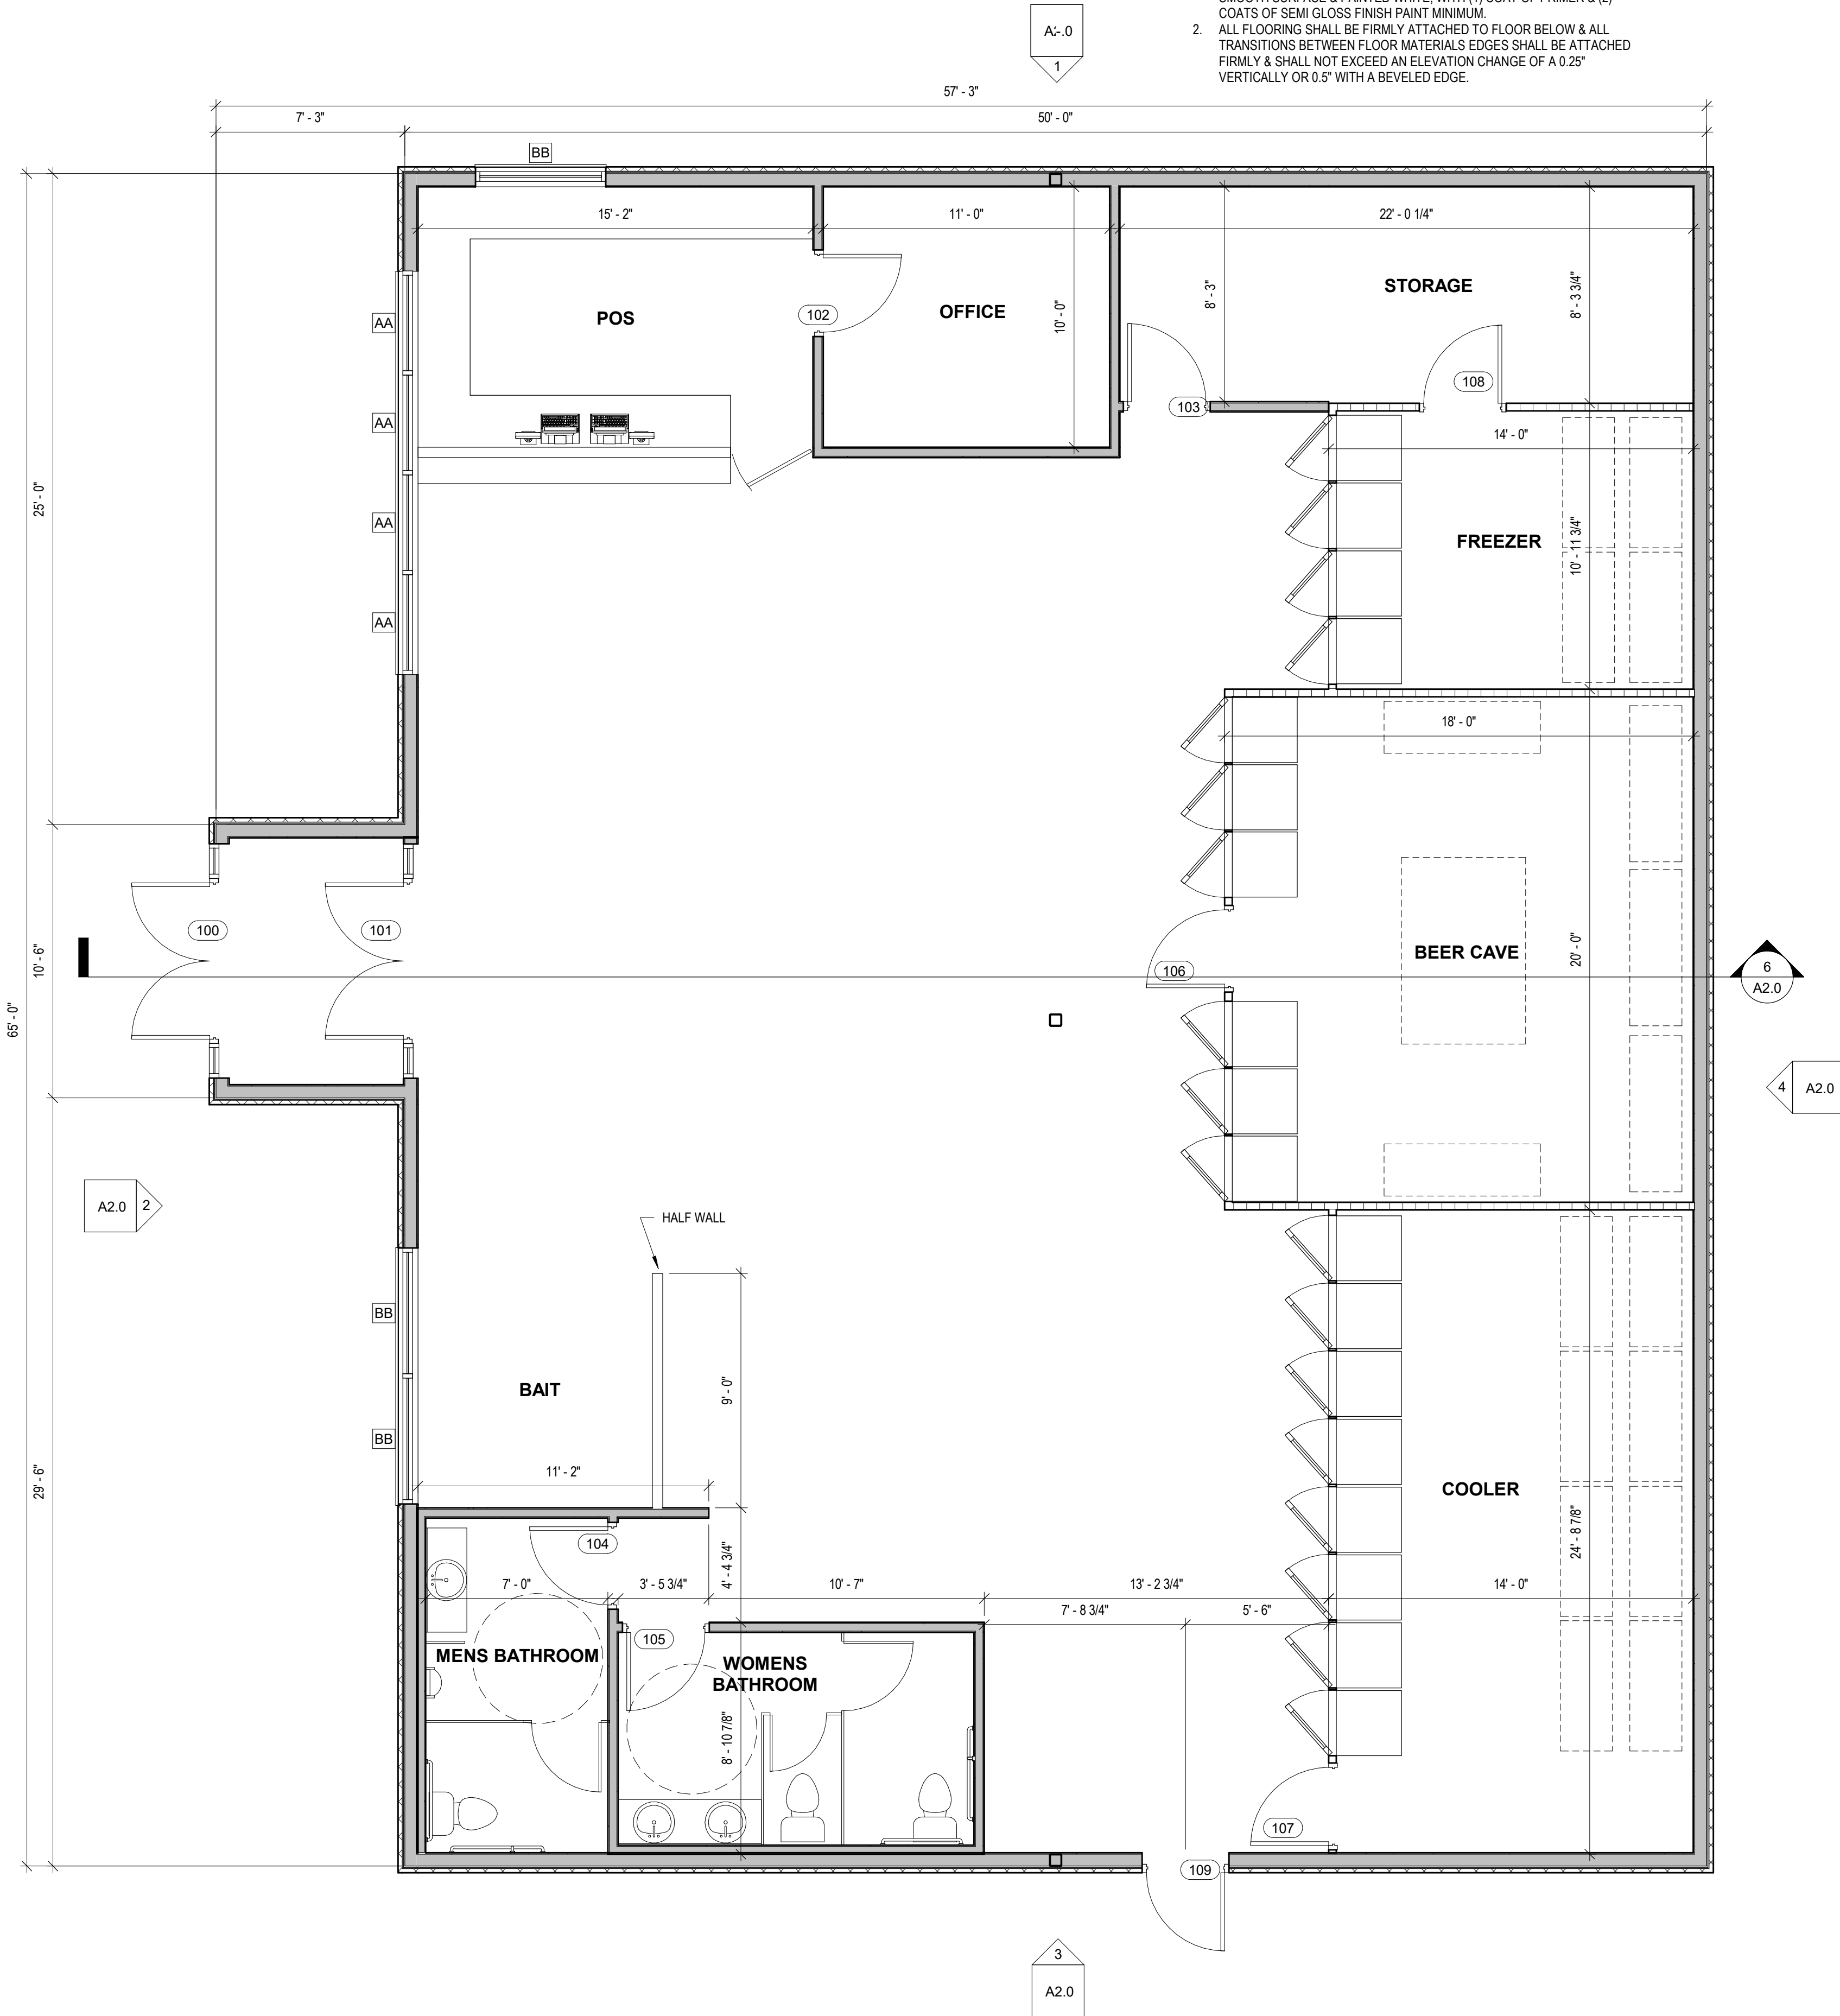 COATS OF SEMI GLOSS FINISH PAINT MINIMUM.
2. ALL FLOORING SHALL BE FIRMLY ATTACHED TO FLOOR BELOW & ALL
TRANSITIONS BETWEEN FLOOR MATERIALS EDGES SHALL BE ATTACHED
FIRMLY & SHALL NOT EXCEED AN ELEVATION CHANGE OF A 0.25"
VERTICALLY OR 0.5" WITH A BEVELED EDGE.
1
57' - 3"
7' - 3"
50' - 0"
BB
15' - 2"
11' - 0"
22' - 0 1/4"
POS
102
OFFICE
10' - 0"
8' - 3"
STORAGE
8' - 3 3/4"
AA
AA
AA
AA
103
108
14' - 0"
25' - 0"
FREEZER
10' - 11 3/4"
18' - 0"
100
101
10' - 6"
65' - 0"
106
BEER CAVE
20' - 0"
6
A2.0
4
A2.0
A2.0
2
HALF WALL
BB
BB
BAIT
9' - 0"
11' - 2"
29' - 6"
COOLER
24' - 8 7/8"
104
7' - 0"
3' - 5 3/4"
4' - 4 3/4"
10' - 7"
13' - 2 3/4"
14' - 0"
7' - 8 3/4"
5' - 6"
105
MENS BATHROOM
WOMENS
BATHROOM
8' - 10 7/8"
107
109
3
A2.0